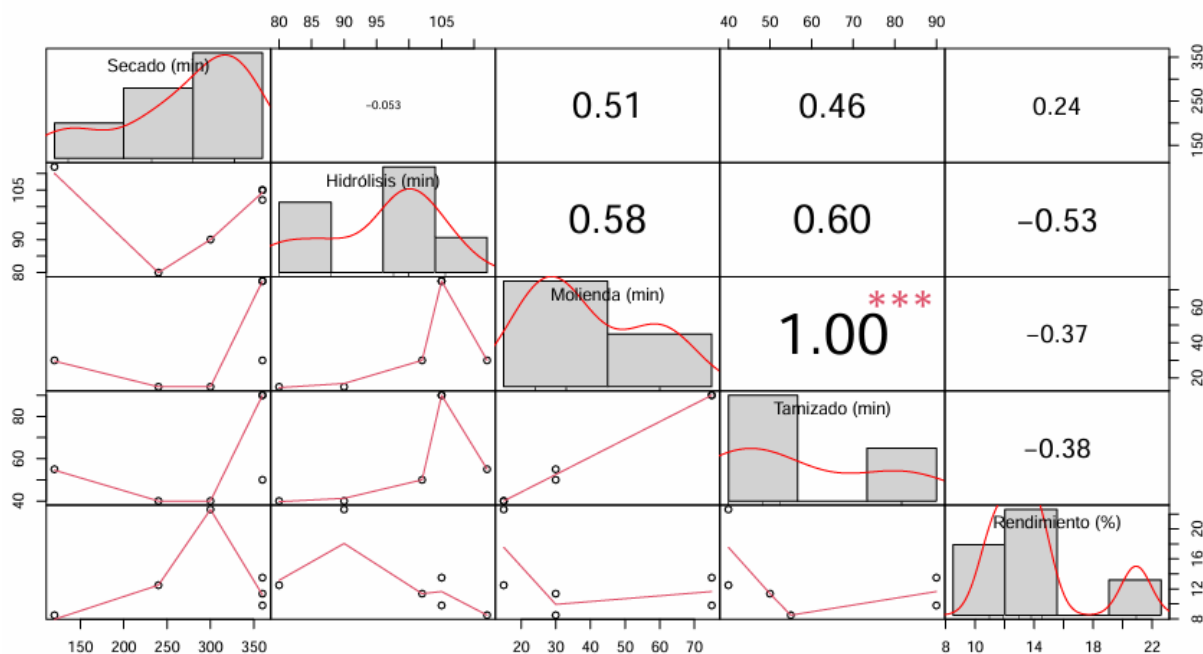 80 85 90 95 105 40 50 60 70 80 90
Secado (min) −0.053 0.51 0.46 0.24 150 250 350
80 90 105 Hidrólisis (min) 0.58 0.60 −0.53
Molienda (min) 1.00 *** −0.37 20 40 60
40 60 80 Tamizado (min) −0.38
Rendimiento (%) 8 12 16 20
150 200 250 300 350 20 30 40 50 60 70 8 10 14 18 22